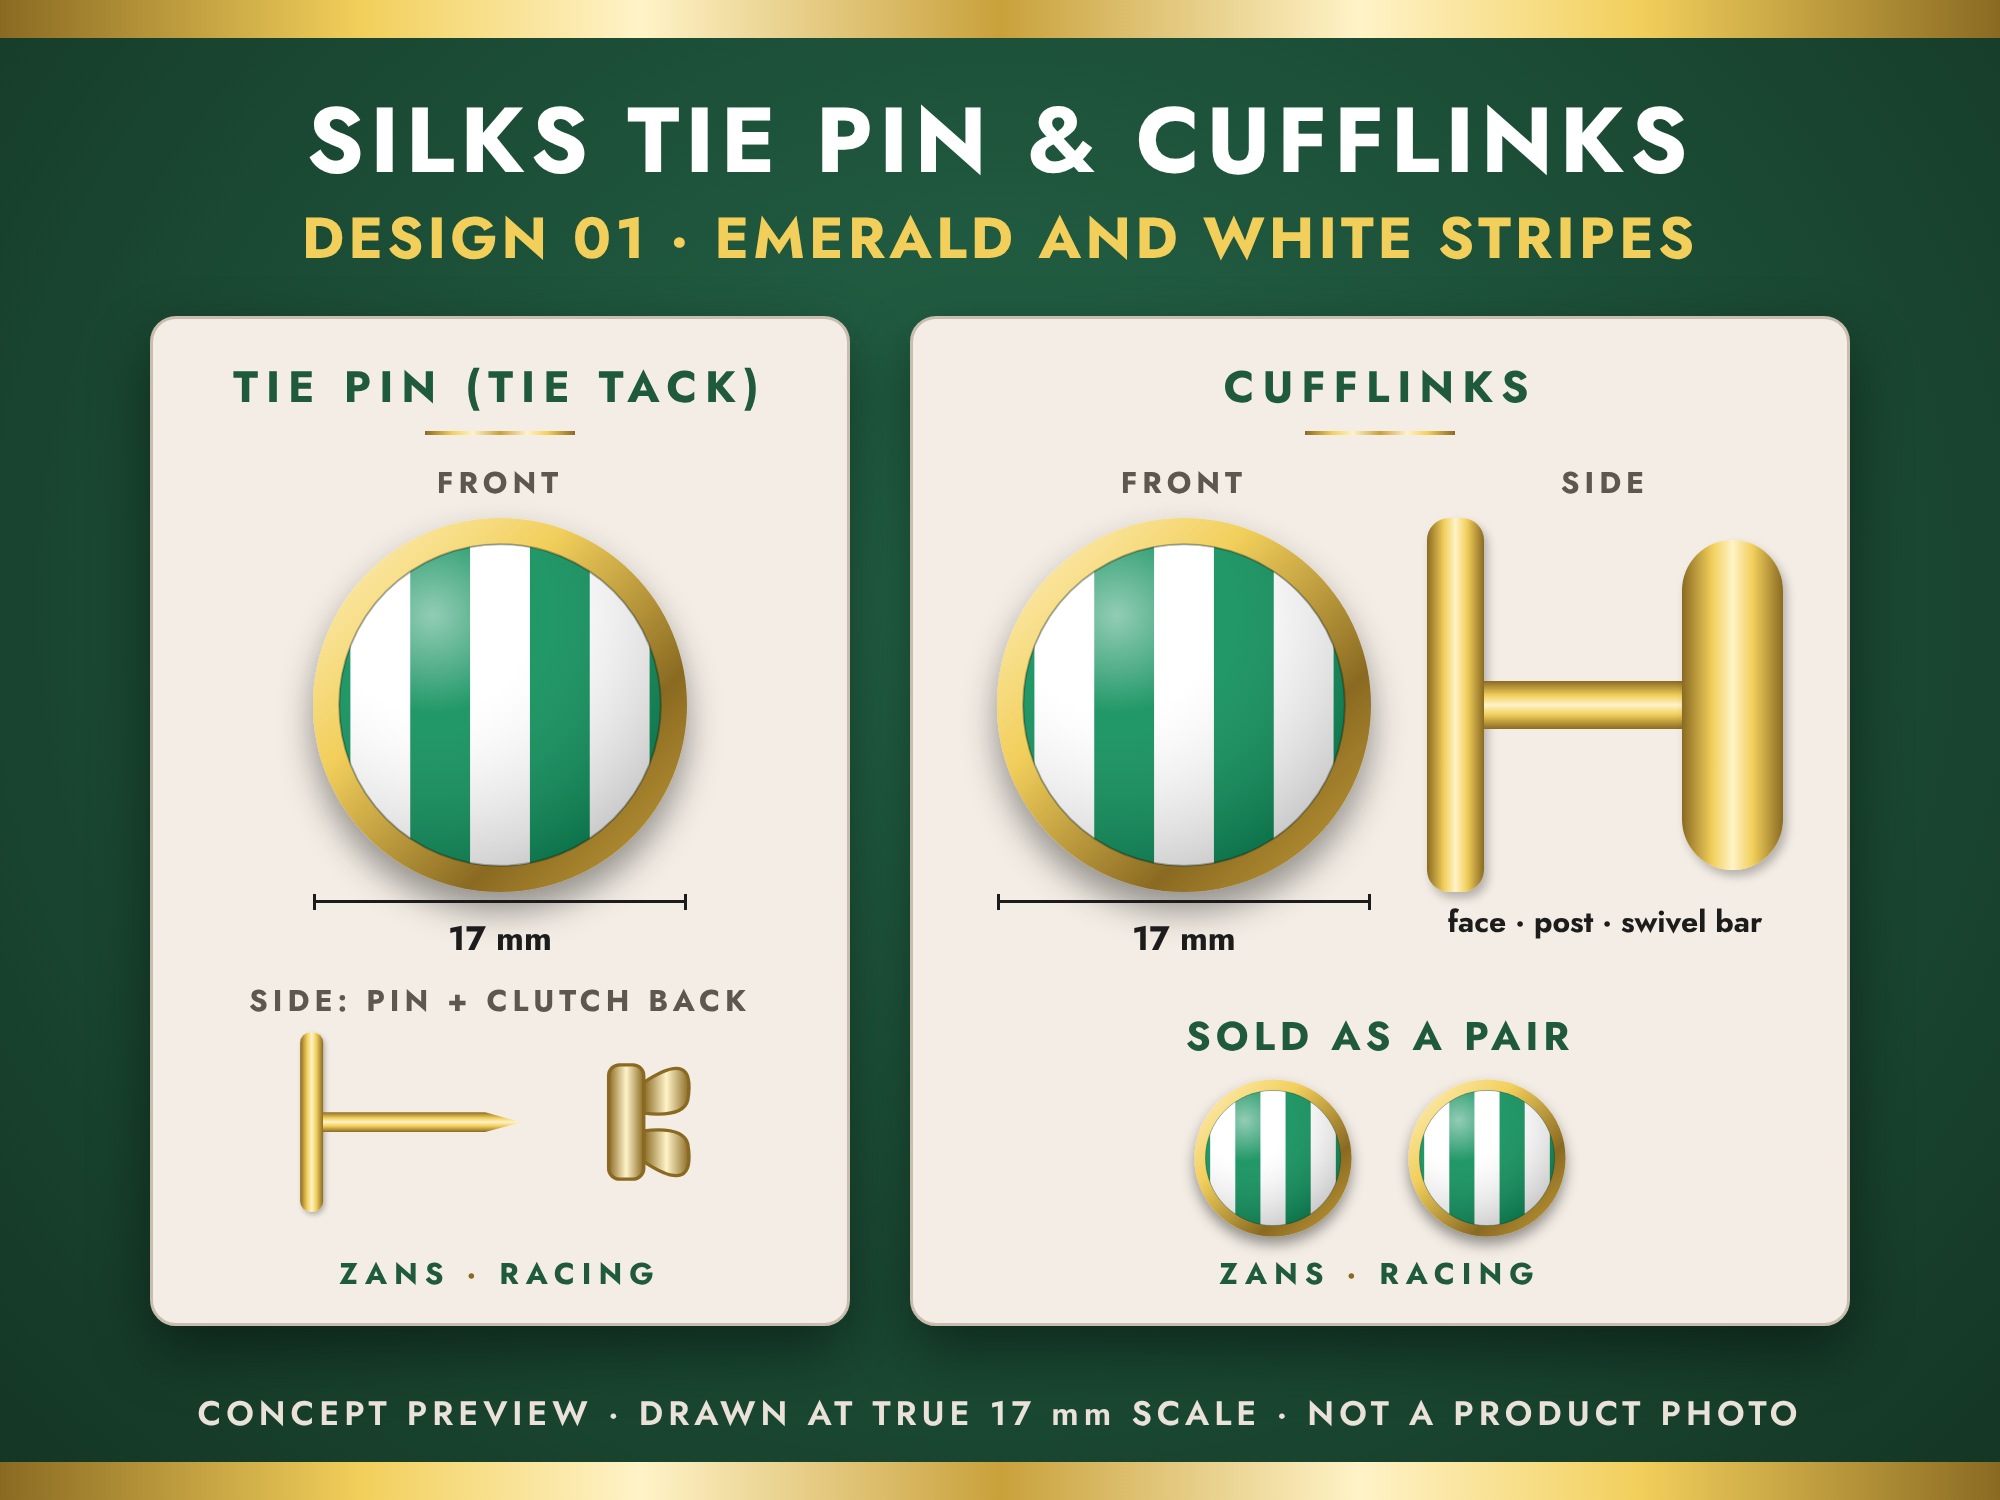 SILKS TIE PIN & CUFFLINKS
DESIGN 01 · EMERALD AND WHITE STRIPES
TIE PIN (TIE TACK)
FRONT
17 mm
SIDE: PIN + CLUTCH BACK
ZANS · RACING
CUFFLINKS
FRONT
SIDE
17 mm
face · post · swivel bar
SOLD AS A PAIR
ZANS · RACING
CONCEPT PREVIEW · DRAWN AT TRUE 17 mm SCALE · NOT A PRODUCT PHOTO